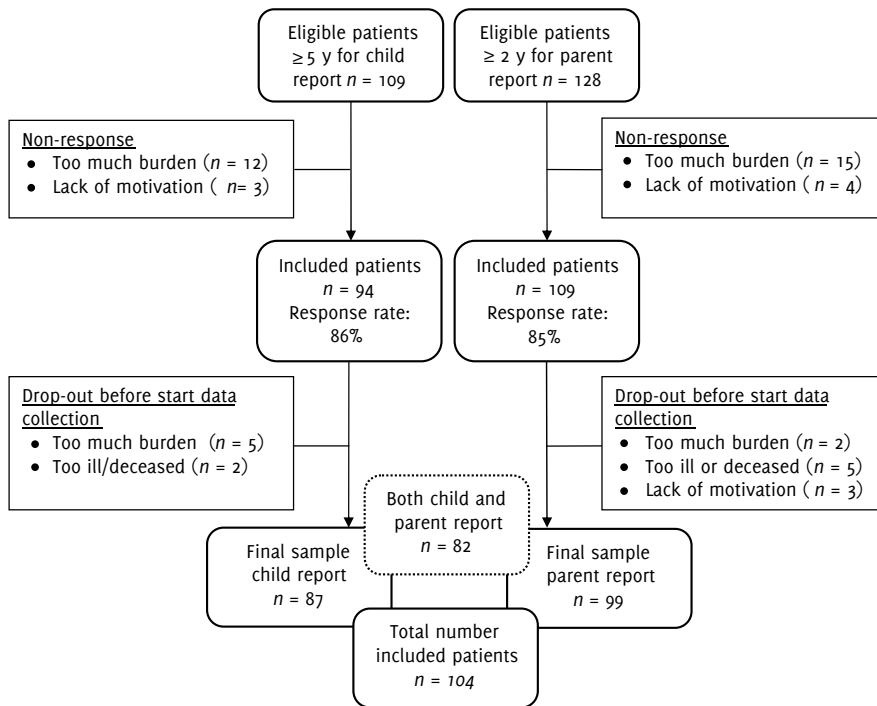 Eligible patients
≥ 5 y for child
report n = 109
Eligible patients
≥ 2 y for parent
report n = 128
Non-response
● Too much burden (n = 12)
● Lack of motivation ( n= 3)
Non-response
● Too much burden (n = 15)
● Lack of motivation ( n = 4)
Included patients
n = 94
Response rate:
86%
Included patients
n = 109
Response rate:
85%
Drop-out before start data
collection
● Too much burden (n = 5)
● Too ill/deceased (n = 2)
Drop-out before start data
collection
● Too much burden (n = 2)
● Too ill or deceased (n = 5)
● Lack of motivation ( n = 3)
Both child and
parent report
n = 82
Final sample
child report
n = 87
Final sample
parent report
n = 99
Total number
included patients
n = 104